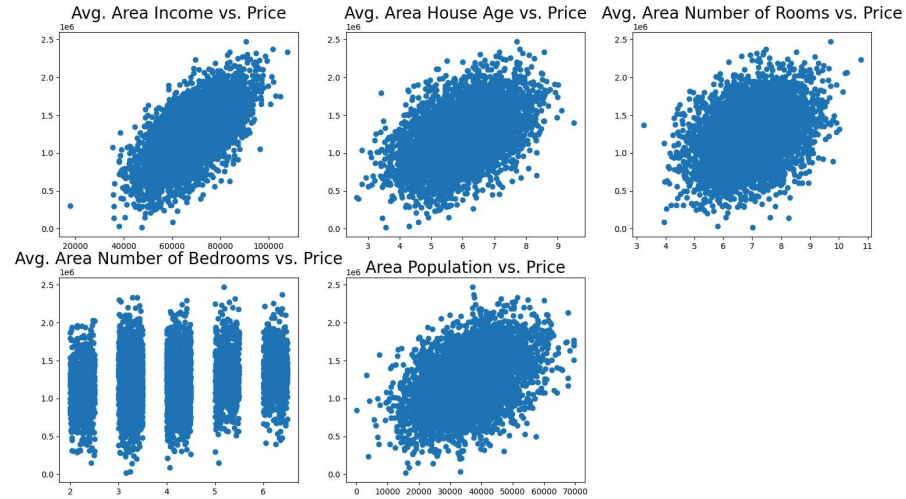 Avg. Area Income vs. Price
1e6
2.5
2.0
1.5
1.0
0.5
0.0
20000 40000 60000 80000 100000
Avg. Area House Age vs. Price
1e6
2.5
2.0
1.5
1.0
0.5
0.0
3 4 5 6 7 8 9
Avg. Area Number of Rooms vs. Price
1e6
2.5
2.0
1.5
1.0
0.5
0.0
3 4 5 6 7 8 9 10 11
Avg. Area Number of Bedrooms vs. Price
1e6
2.5
2.0
1.5
1.0
0.5
0.0
2 3 4 5 6
Area Population vs. Price
1e6
2.5
2.0
1.5
1.0
0.5
0.0
0 10000 20000 30000 40000 50000 60000 70000